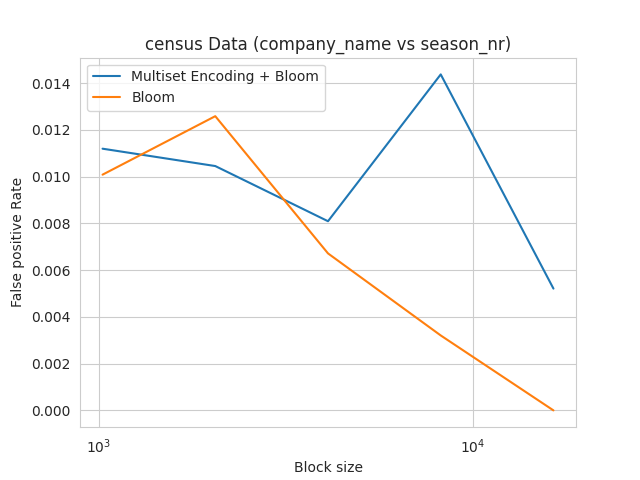 census Data (company_name vs season_nr)
Multiset Encoding + Bloom
Bloom
False positive Rate
0.014
0.012
0.010
0.008
0.006
0.004
0.002
0.000
10³
10⁴
Block size